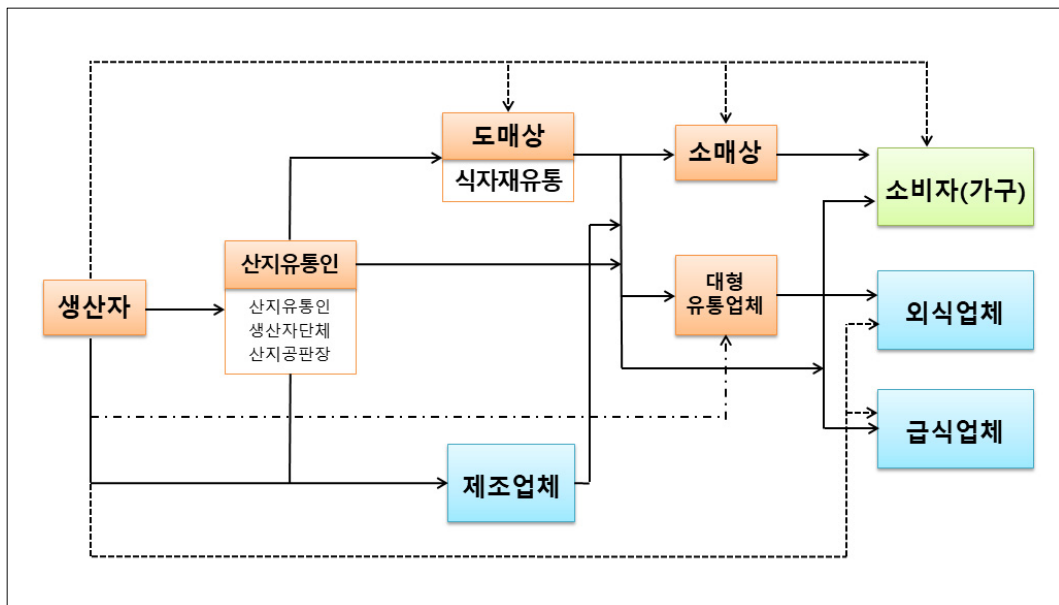 도매상
식자재유통
소매상
소비자(가구)
산지유통인
산지유통인
생산자단체
산지공판장
생산자
대형
유통업체
외식업체
급식업체
제조업체